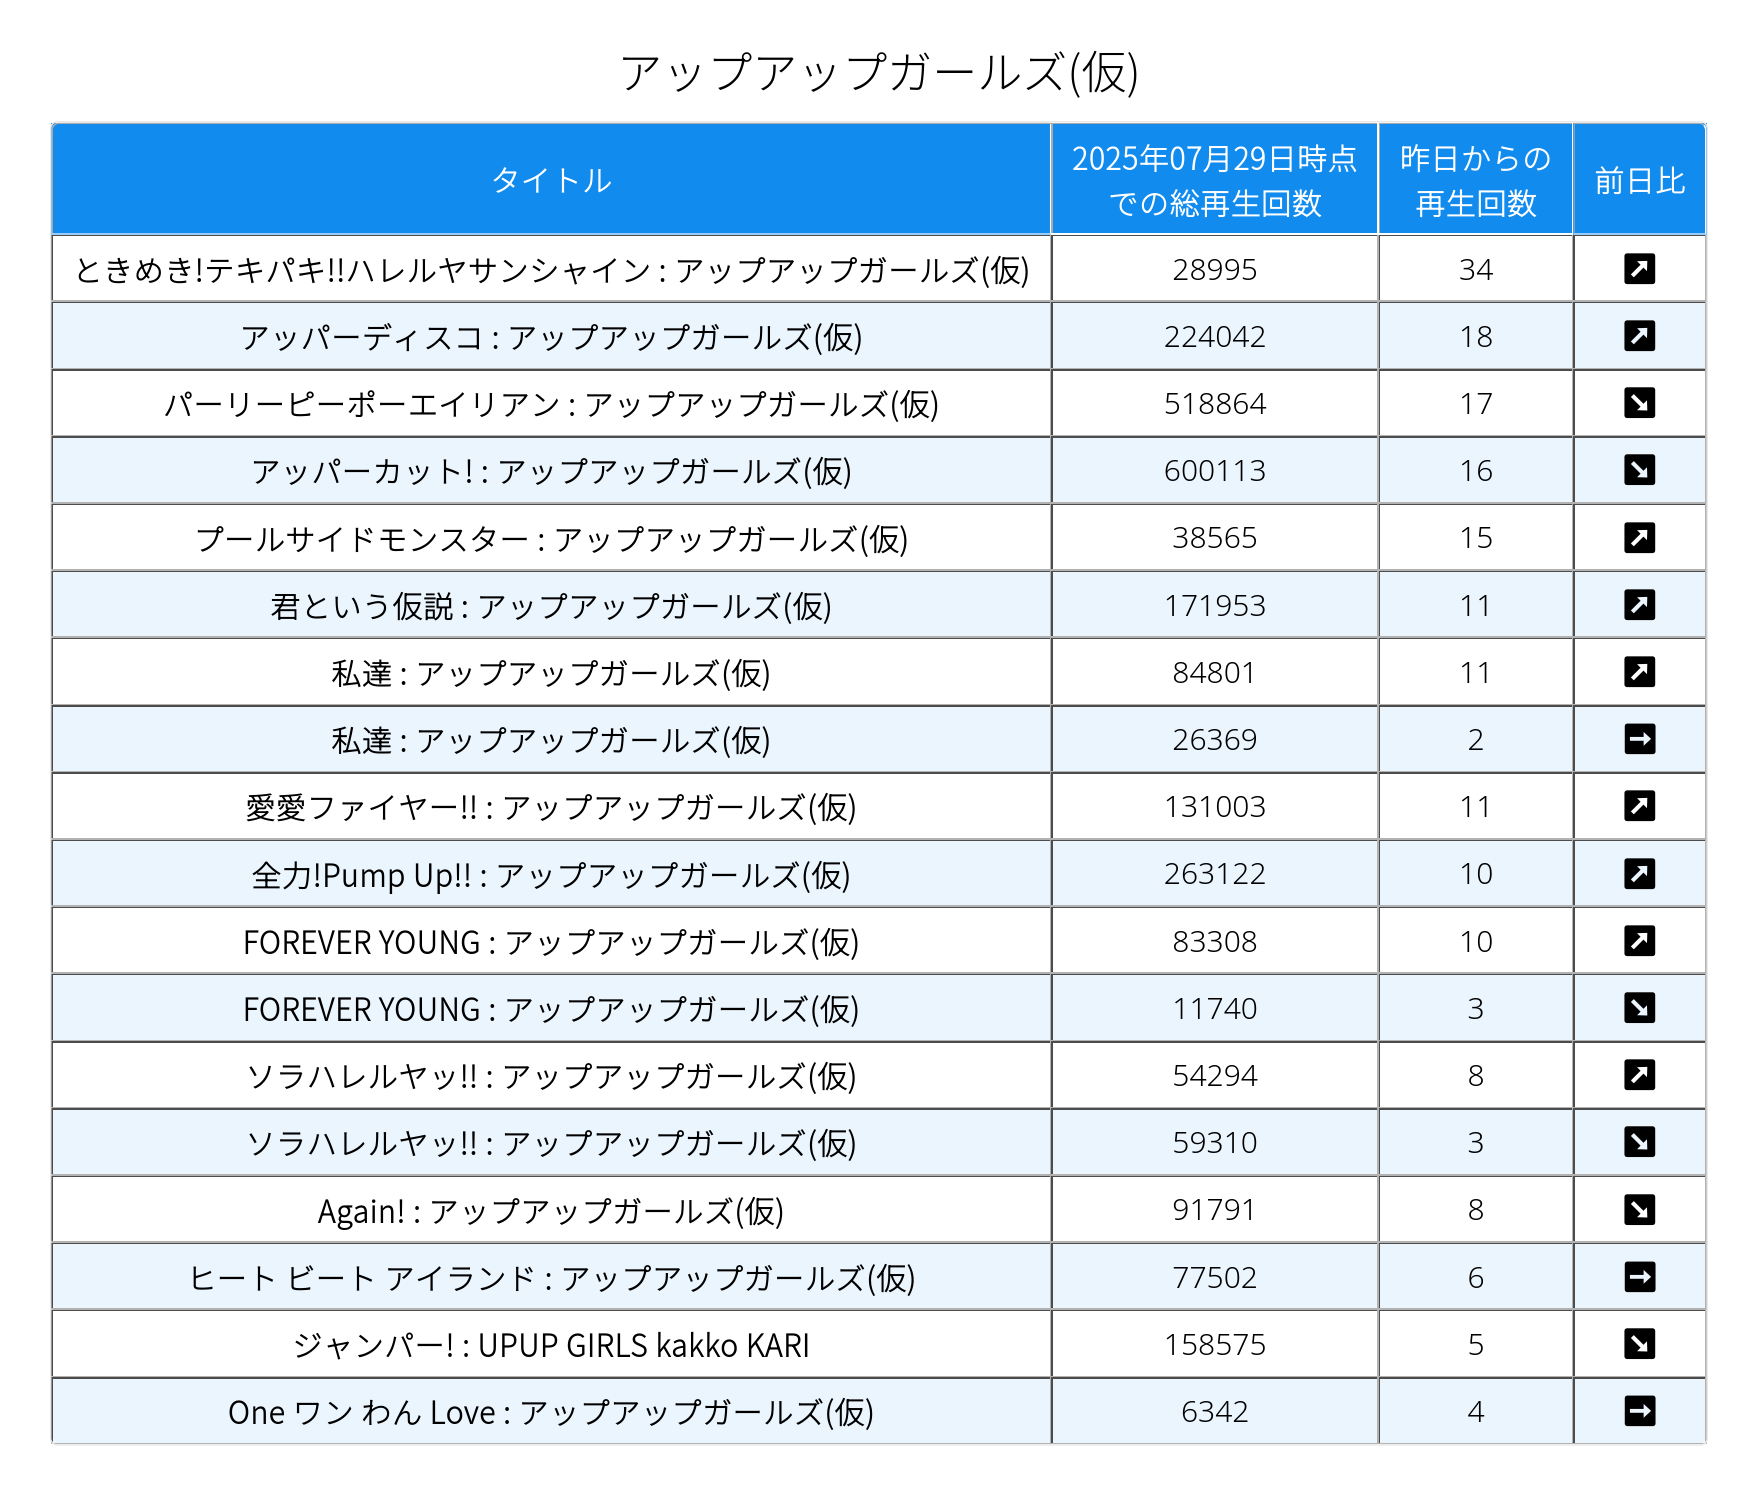 アップアップガールズ(仮)
タイトル 2025年07月29日時点での総再生回数 昨日からの再生回数 前日比
ときめき!テキパキ!!ハレルヤサンシャイン : アップアップガールズ(仮) 28995 34 ↗
アッパーディスコ : アップアップガールズ(仮) 224042 18 ↗
パーリーピーポーエイリアン : アップアップガールズ(仮) 518864 17 ↘
アッパーカット! : アップアップガールズ(仮) 600113 16 ↘
プールサイドモンスター : アップアップガールズ(仮) 38565 15 ↗
君という仮説 : アップアップガールズ(仮) 171953 11 ↗
私達 : アップアップガールズ(仮) 84801 11 ↗
私達 : アップアップガールズ(仮) 26369 2 →
愛愛ファイヤー!! : アップアップガールズ(仮) 131003 11 ↗
全力!Pump Up!! : アップアップガールズ(仮) 263122 10 ↗
FOREVER YOUNG : アップアップガールズ(仮) 83308 10 ↗
FOREVER YOUNG : アップアップガールズ(仮) 11740 3 ↘
ソラハレルヤッ!! : アップアップガールズ(仮) 54294 8 ↗
ソラハレルヤッ!! : アップアップガールズ(仮) 59310 3 ↘
Again! : アップアップガールズ(仮) 91791 8 ↘
ヒート ビート アイランド : アップアップガールズ(仮) 77502 6 →
ジャンパー! : UPUP GIRLS kakko KARI 158575 5 ↘
One ワン わん Love : アップアップガールズ(仮) 6342 4 →